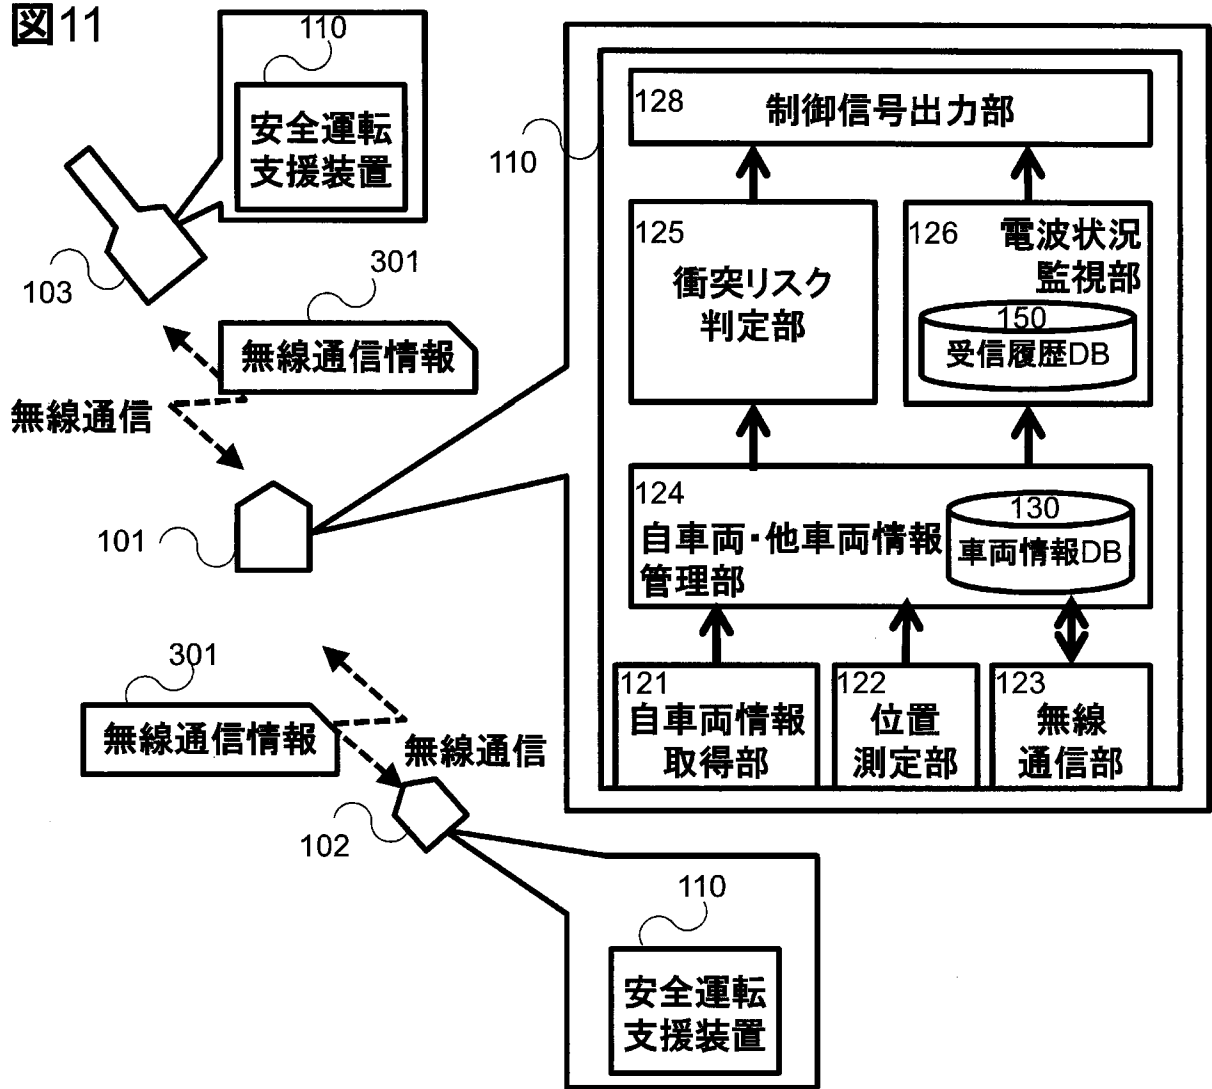 図11
110
安全運転
支援装置
103
301
無線通信情報
無線通信
101
301
無線通信情報
無線通信
102
110
安全運転
支援装置
110
128
制御信号出力部
125
衝突リスク
判定部
126
電波状況
監視部
150
受信履歴DB
124
自車両・他車両情報
管理部
130
車両情報DB
121
自車両情報
取得部
122
位置
測定部
123
無線
通信部